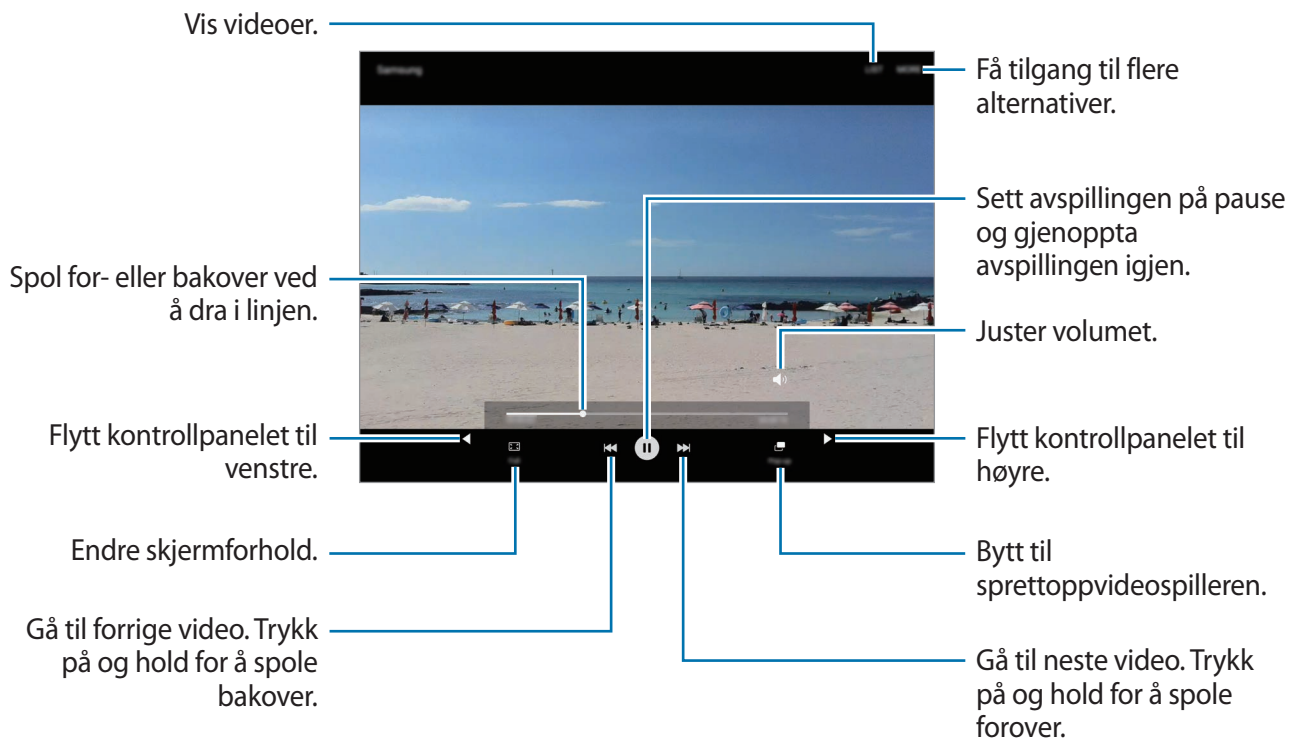 Vis videoer.
Samsung
LIST MORE
Få tilgang til flere
alternativer.
Sett avspillingen på pause
og gjenoppta
avspillingen igjen.
Spol for- eller bakover ved
å dra i linjen.
Juster volumet.
Flytt kontrollpanelet til
venstre.
Flytt kontrollpanelet til
høyre.
Full
Pop-up
Endre skjermforhold.
Bytt til
sprettoppvideospilleren.
Gå til forrige video. Trykk
på og hold for å spole
bakover.
Gå til neste video. Trykk
på og hold for å spole
forover.